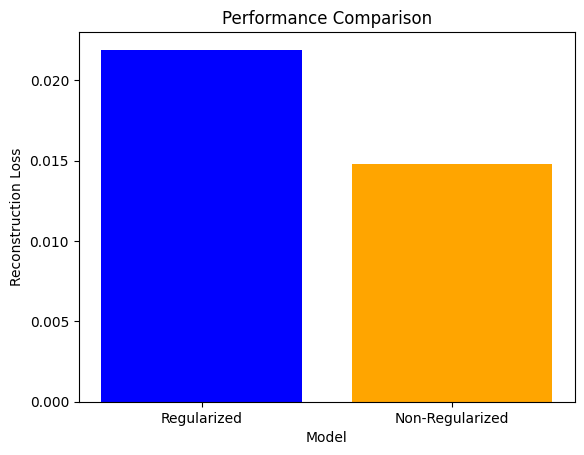 Performance Comparison
Reconstruction Loss
0.020
0.015
0.010
0.005
0.000
Regularized
Non-Regularized
Model